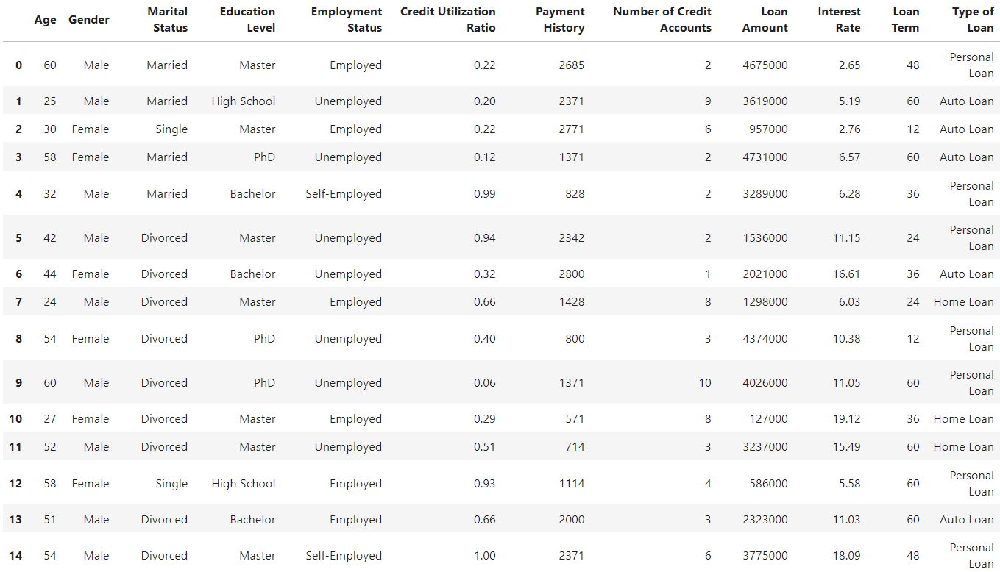 Age Gender Marital Status Education Level Employment Status Credit Utilization Ratio Payment History Number of Credit Accounts Loan Amount Interest Rate Loan Term Type of Loan
0 60 Male Married Master Employed 0.22 2685 2 4675000 2.65 48 Personal Loan
1 25 Male Married High School Unemployed 0.20 2371 9 3619000 5.19 60 Auto Loan
2 30 Female Single Master Employed 0.22 2771 6 957000 2.76 12 Auto Loan
3 58 Female Married PhD Unemployed 0.12 1371 2 4731000 6.57 60 Auto Loan
4 32 Male Married Bachelor Self-Employed 0.99 828 2 3289000 6.28 36 Personal Loan
5 42 Male Divorced Master Unemployed 0.94 2342 2 1536000 11.15 24 Personal Loan
6 44 Female Divorced Bachelor Unemployed 0.32 2800 1 2021000 16.61 36 Auto Loan
7 24 Male Divorced Master Employed 0.66 1428 8 1298000 6.03 24 Home Loan
8 54 Female Divorced PhD Unemployed 0.40 800 3 4374000 10.38 12 Personal Loan
9 60 Male Divorced PhD Unemployed 0.06 1371 10 4026000 11.05 60 Personal Loan
10 27 Female Divorced Master Employed 0.29 571 8 127000 19.12 36 Home Loan
11 52 Male Divorced Master Unemployed 0.51 714 3 3237000 15.49 60 Home Loan
12 58 Female Single High School Employed 0.93 1114 4 586000 5.58 60 Personal Loan
13 51 Male Divorced Bachelor Employed 0.66 2000 3 2323000 11.03 60 Auto Loan
14 54 Male Divorced Master Self-Employed 1.00 2371 6 3775000 18.09 48 Personal Loan